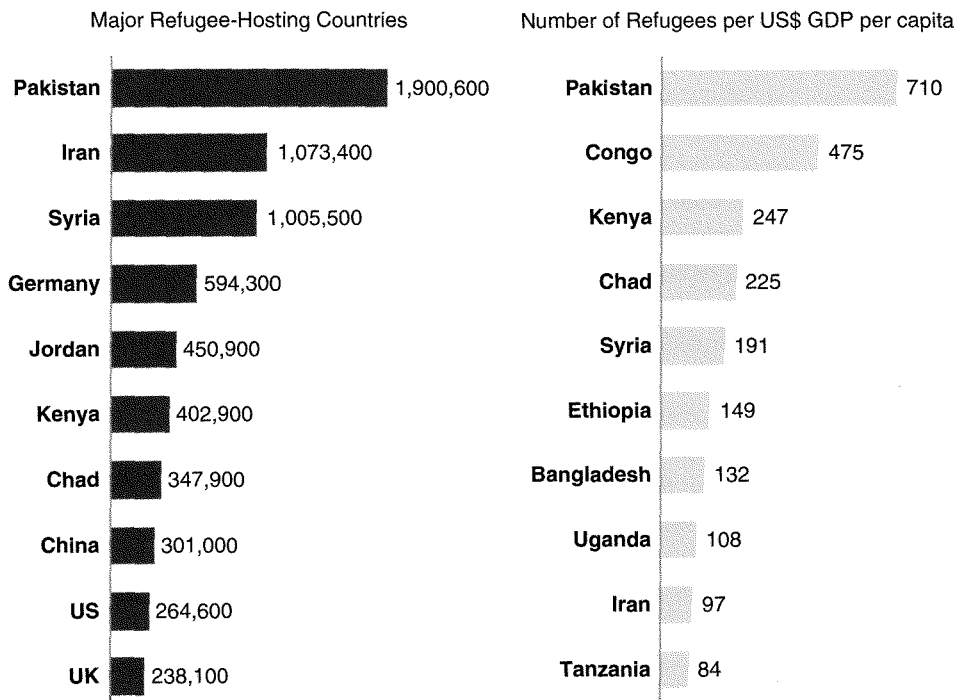 Major Refugee-Hosting Countries
Pakistan 1,900,600
Iran 1,073,400
Syria 1,005,500
Germany 594,300
Jordan 450,900
Kenya 402,900
Chad 347,900
China 301,000
US 264,600
UK 238,100
Number of Refugees per US$ GDP per capita
Pakistan 710
Congo 475
Kenya 247
Chad 225
Syria 191
Ethiopia 149
Bangladesh 132
Uganda 108
Iran 97
Tanzania 84